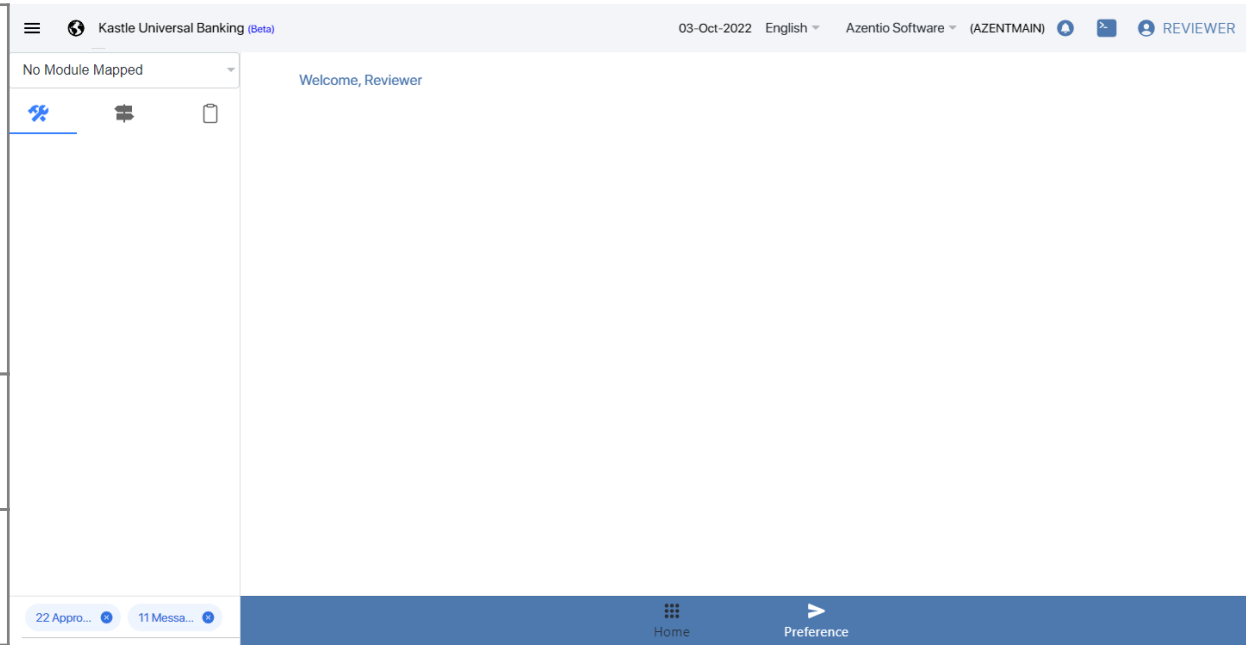 Kastle Universal Banking (Beta)
03-Oct-2022 English Azentio Software (AZENTMAIN) REVIEWER
No Module Mapped
Welcome, Reviewer
22 Appro... 11 Messa...
Home Preference